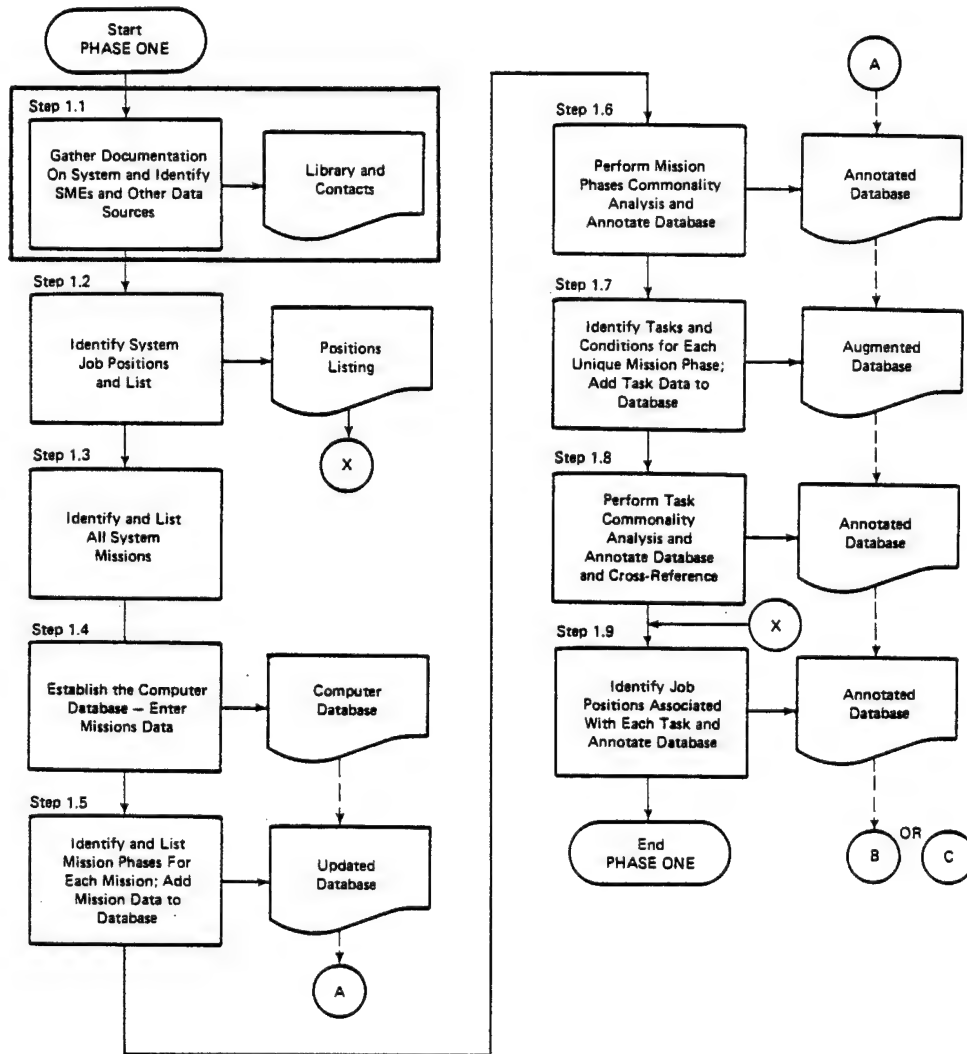 Start
PHASE ONE
Step 1.1
Gather Documentation
On System and Identify
SMEs and Other Data
Sources
Library and
Contacts
Step 1.2
Identify System
Job Positions
and List
Positions
Listing
X
Step 1.3
Identify and List
All System
Missions
Step 1.4
Establish the Computer
Database — Enter
Missions Data
Computer
Database
Step 1.5
Identify and List
Mission Phases For
Each Mission; Add
Mission Data to
Database
Updated
Database
A
A
Step 1.6
Perform Mission
Phases Commonality
Analysis and
Annotate Database
Annotated
Database
Step 1.7
Identify Tasks and
Conditions for Each
Unique Mission Phase;
Add Task Data to
Database
Augmented
Database
Step 1.8
Perform Task
Commonality
Analysis and
Annotate Database
and Cross-Reference
Annotated
Database
X
Step 1.9
Identify Job
Positions Associated
With Each Task and
Annotate Database
Annotated
Database
End
PHASE ONE
B
OR
C